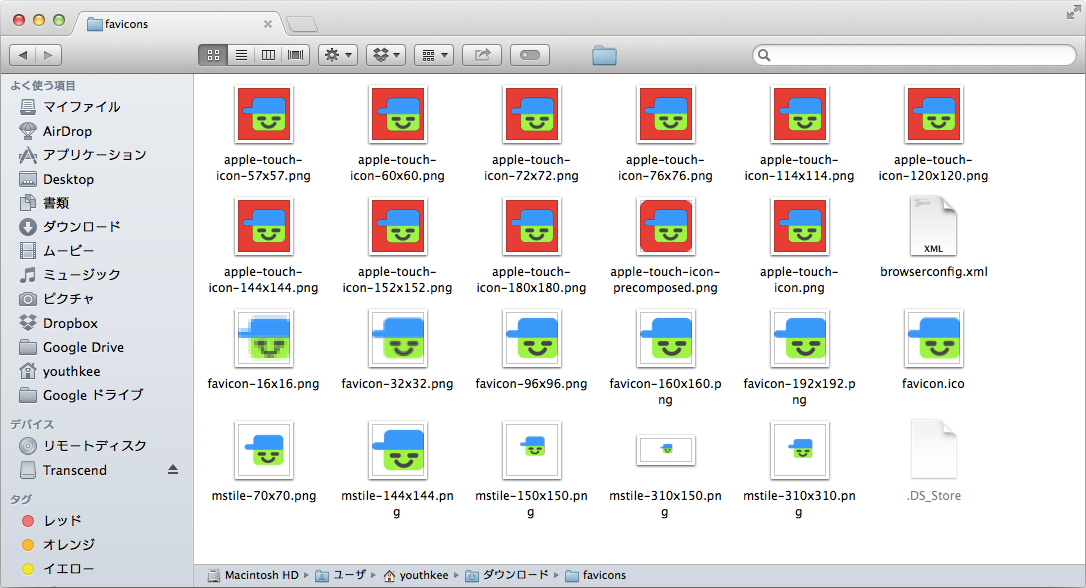 favicons
よく使う項目
マイファイル
AirDrop
アプリケーション
Desktop
書類
ダウンロード
ムービー
ミュージック
ピクチャ
Dropbox
Google Drive
youthkee
Google ドライブ
デバイス
リモートディスク
Transcend
タグ
レッド
オレンジ
イエロー
apple-touch-
icon-57x57.png
apple-touch-
icon-60x60.png
apple-touch-
icon-72x72.png
apple-touch-
icon-76x76.png
apple-touch-
icon-114x114.png
apple-touch-
icon-120x120.png
apple-touch-
icon-144x144.png
apple-touch-
icon-152x152.png
apple-touch-
icon-180x180.png
apple-touch-icon-
precomposed.png
apple-touch-
icon.png
XML
browserconfig.xml
favicon-16x16.png
favicon-32x32.png
favicon-96x96.png
favicon-160x160.p
ng
favicon-192x192.p
ng
favicon.ico
mstile-70x70.png
mstile-144x144.pn
g
mstile-150x150.pn
g
mstile-310x150.pn
g
mstile-310x310.pn
g
.DS_Store
Macintosh HD
ユーザ
youthkee
ダウンロード
favicons